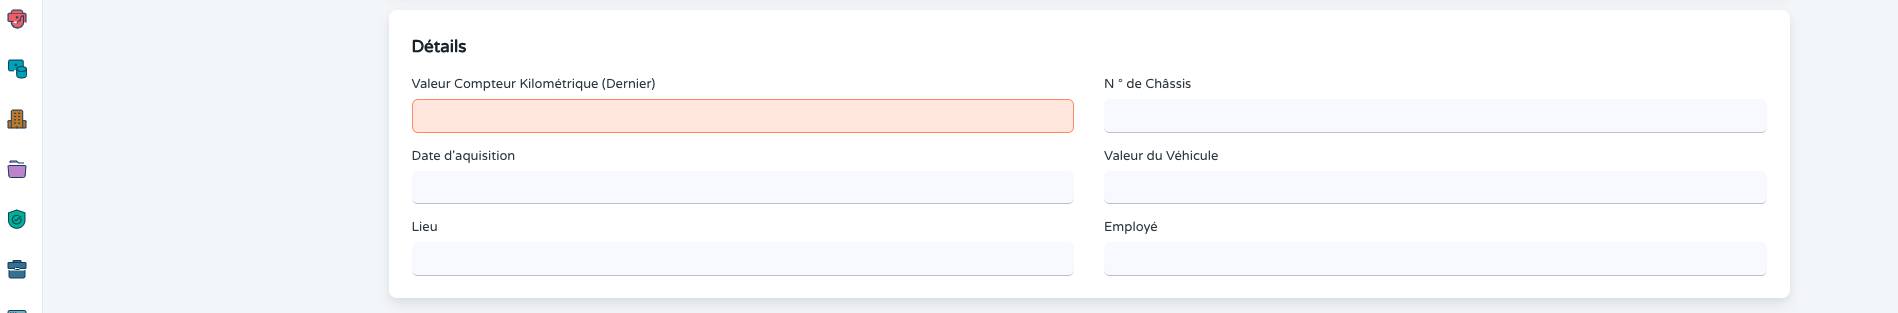 Détails
Valeur Compteur Kilométrique (Dernier)
N ° de Châssis
Date d'aquisition
Valeur du Véhicule
Lieu
Employé